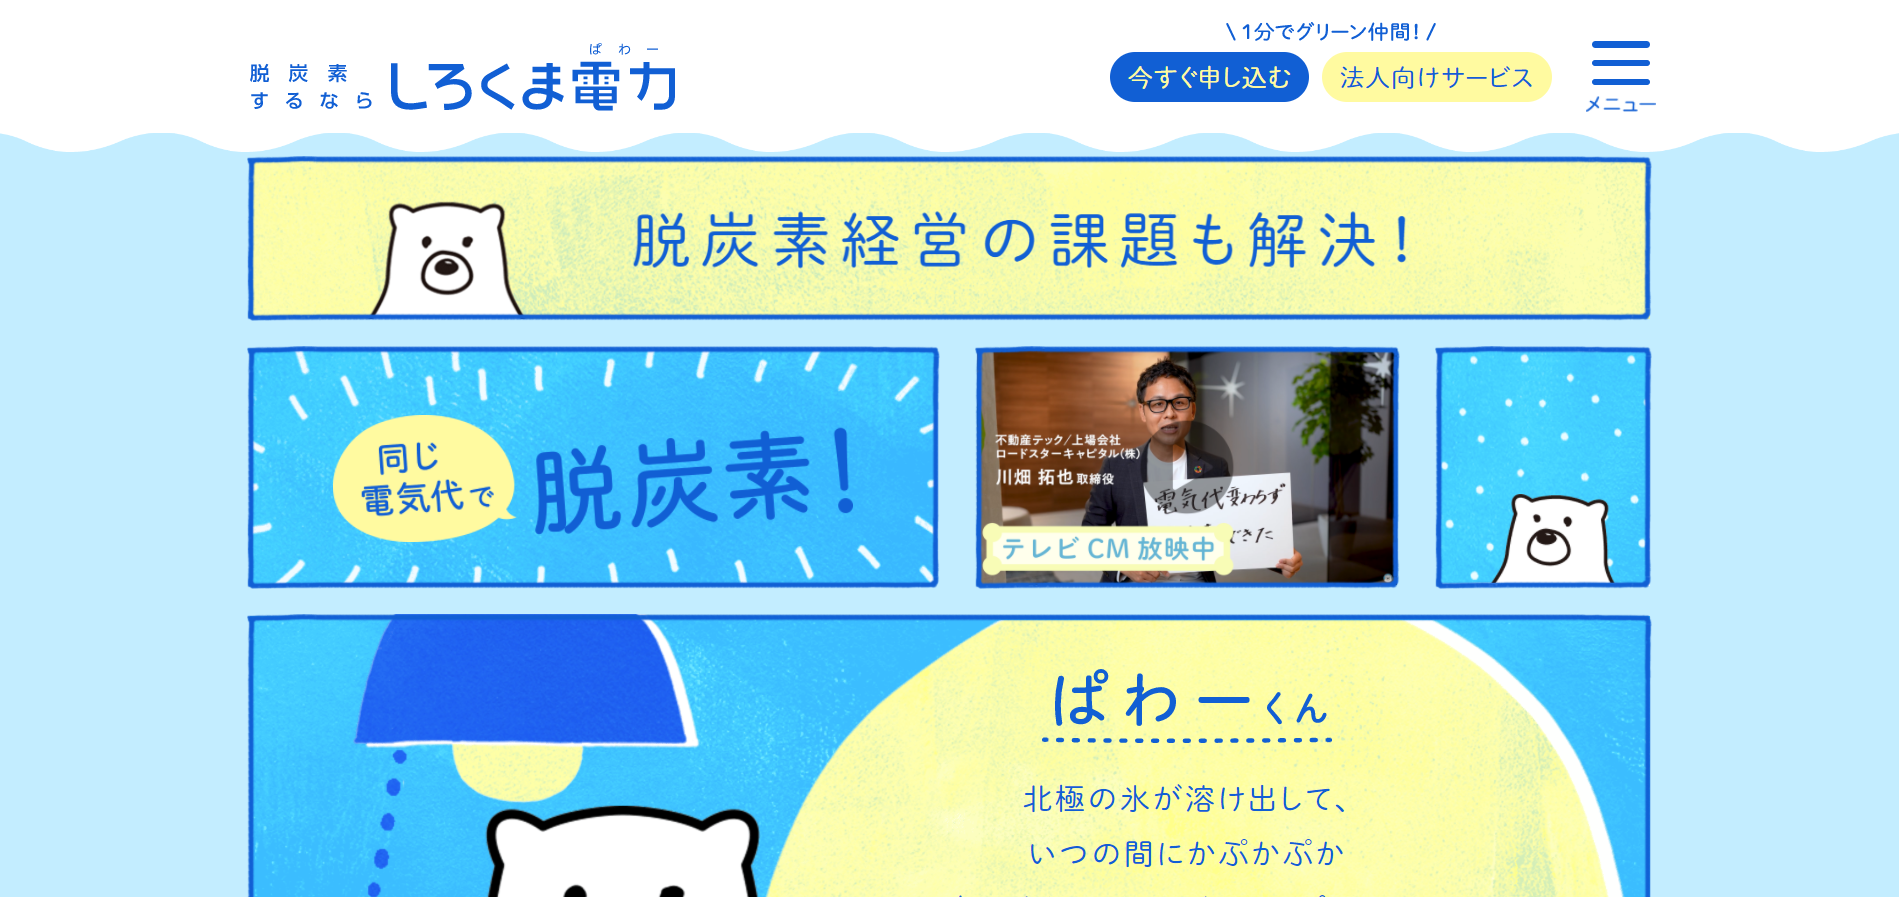 脱炭素
するなら
しろくま電力
ぱわー
\ 1分でグリーン仲間! /
今すぐ申し込む
法人向けサービス
メニュー
脱炭素経営の課題も解決!
同じ
電気代で
脱炭素!
不動産テック/上場会社
ロードスターキャピタル(株)
川畑 拓也 取締役
電気代変わらず
できた
テレビCM放映中
ぱわーくん
北極の氷が溶け出して、
いつの間にかぷかぷか